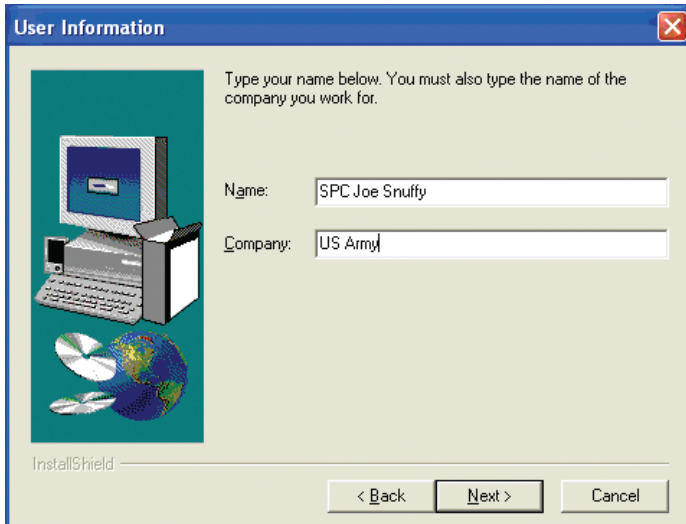 User Information
Type your name below. You must also type the name of the
company you work for.
Name: SPC Joe Snuffy
Company: US Army
InstallShield
< Back Next > Cancel